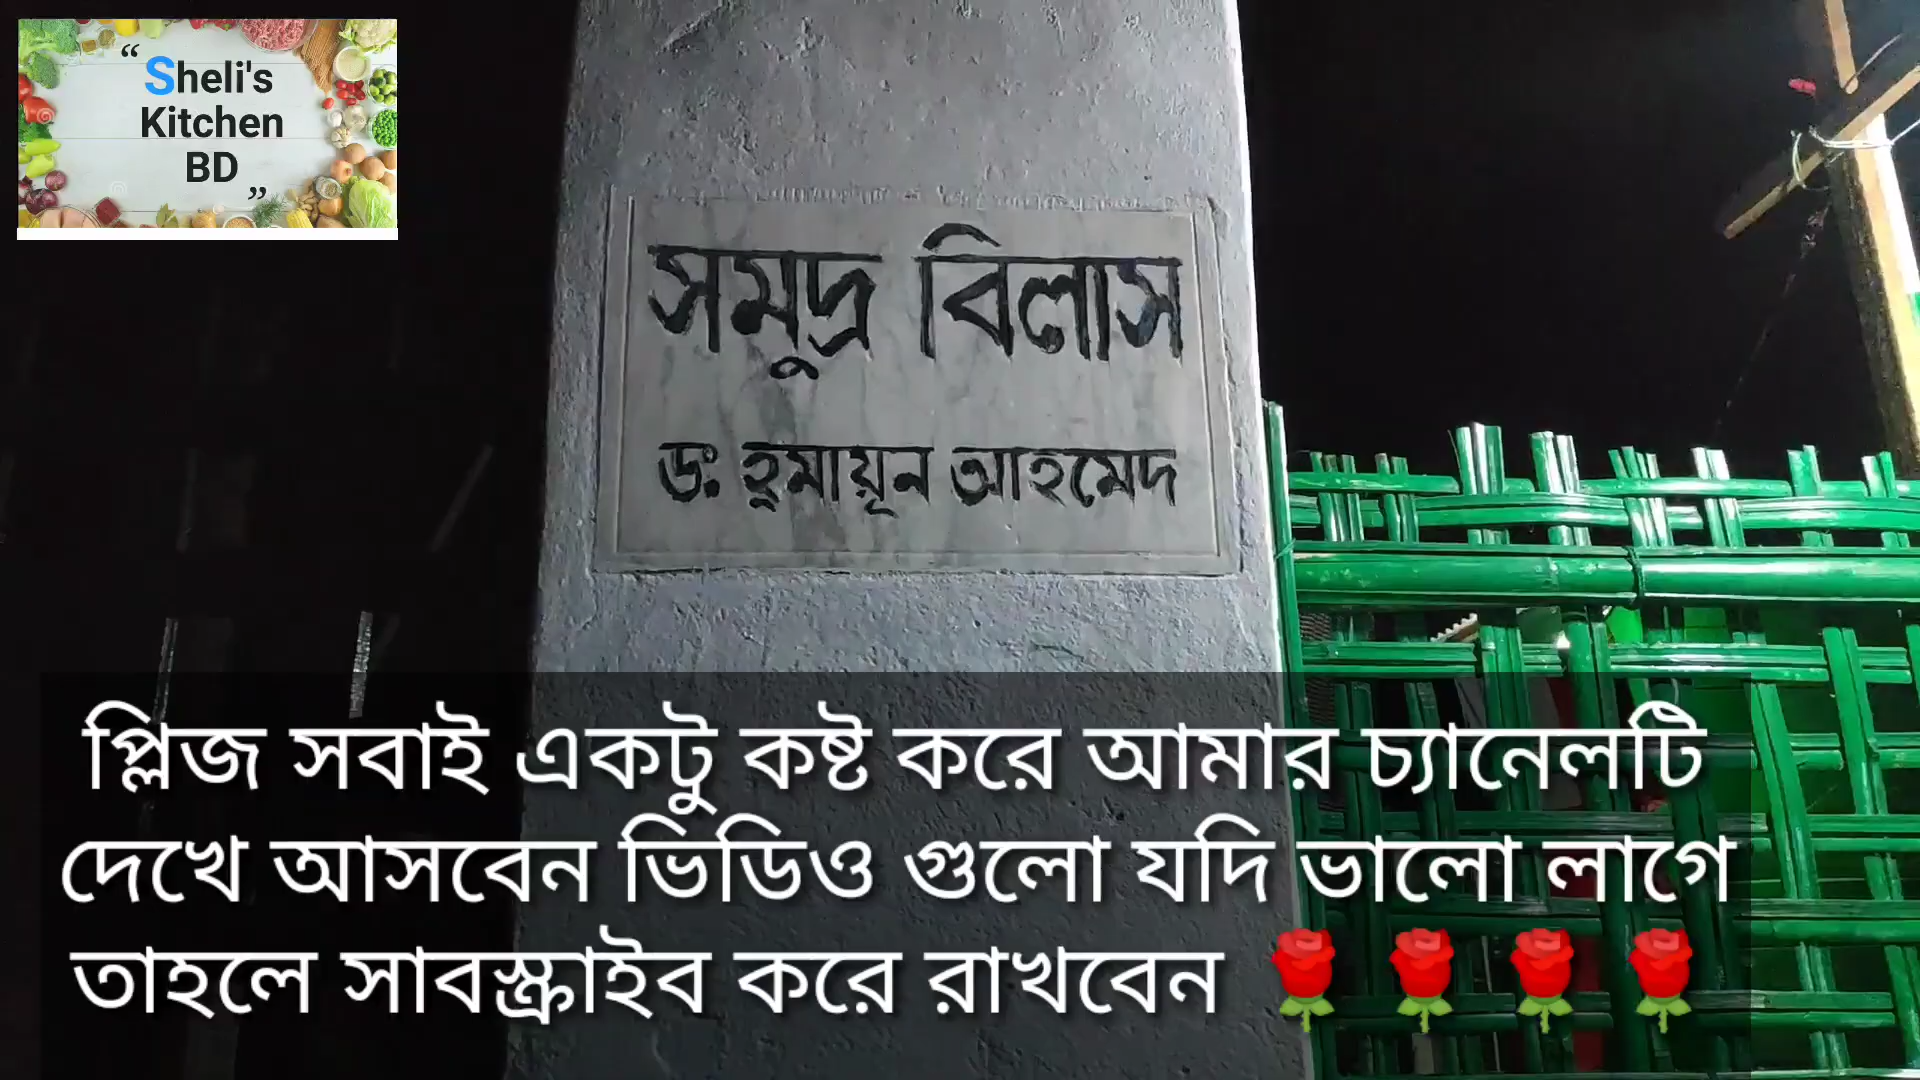 “ Sheli's
Kitchen
BD ”
সমুদ্র বিলাস
ডঃ হুমায়ূন আহমেদ
প্লিজ সবাই একটু কষ্ট করে আমার চ্যানেলটি
দেখে আসবেন ভিডিও গুলো যদি ভালো লাগে
তাহলে সাবস্ক্রাইব করে রাখবেন 🌹🌹🌹🌹